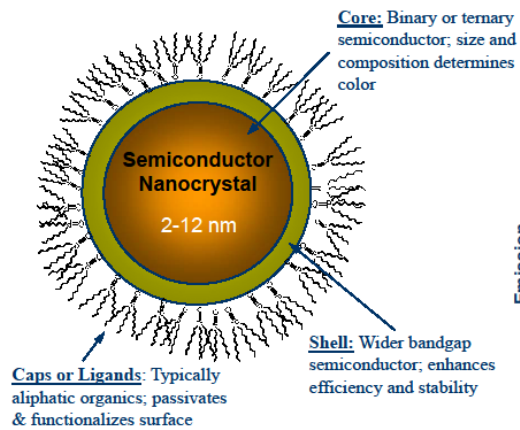 Core: Binary or ternary
semiconductor; size and
composition determines
color
Semiconductor
Nanocrystal
2-12 nm
Emission
Shell: Wider bandgap
semiconductor; enhances
efficiency and stability
Caps or Ligands: Typically
aliphatic organics; passivates
& functionalizes surface